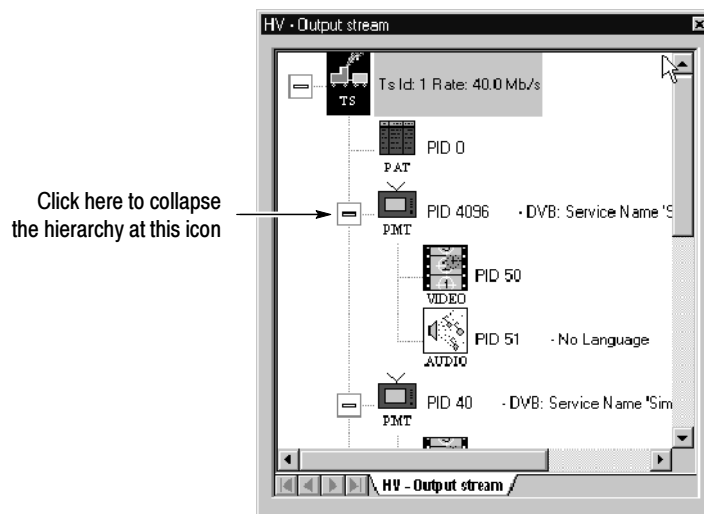 HV - Output stream
Ts Id: 1 Rate: 40.0 Mb/s
TS
PID 0
PAT
Click here to collapse
the hierarchy at this icon
PID 4096 - DVB: Service Name 'S
PMT
PID 50
VIDEO
PID 51 - No Language
AUDIO
PID 40 - DVB: Service Name 'Sim
PMT
HV - Output stream